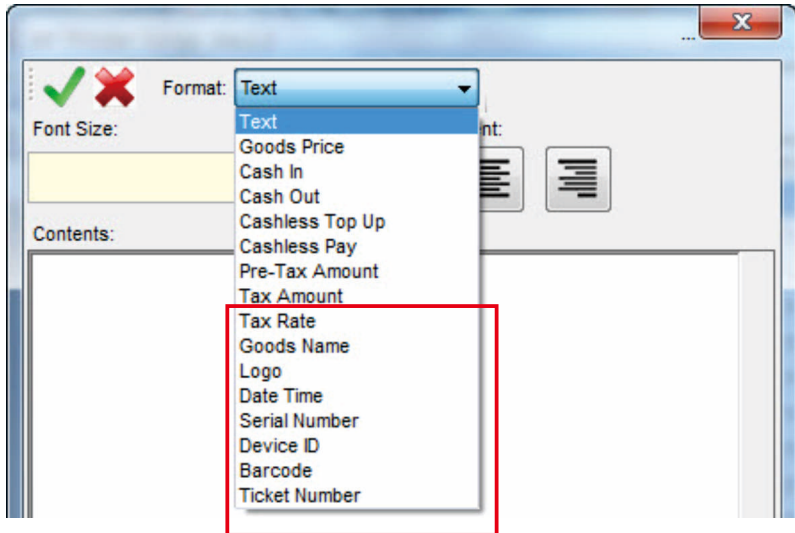 ...
Format: Text
Font Size:
nt:
Text
Goods Price
Cash In
Cash Out
Cashless Top Up
Cashless Pay
Pre-Tax Amount
Tax Amount
Tax Rate
Goods Name
Logo
Date Time
Serial Number
Device ID
Barcode
Ticket Number
Contents: